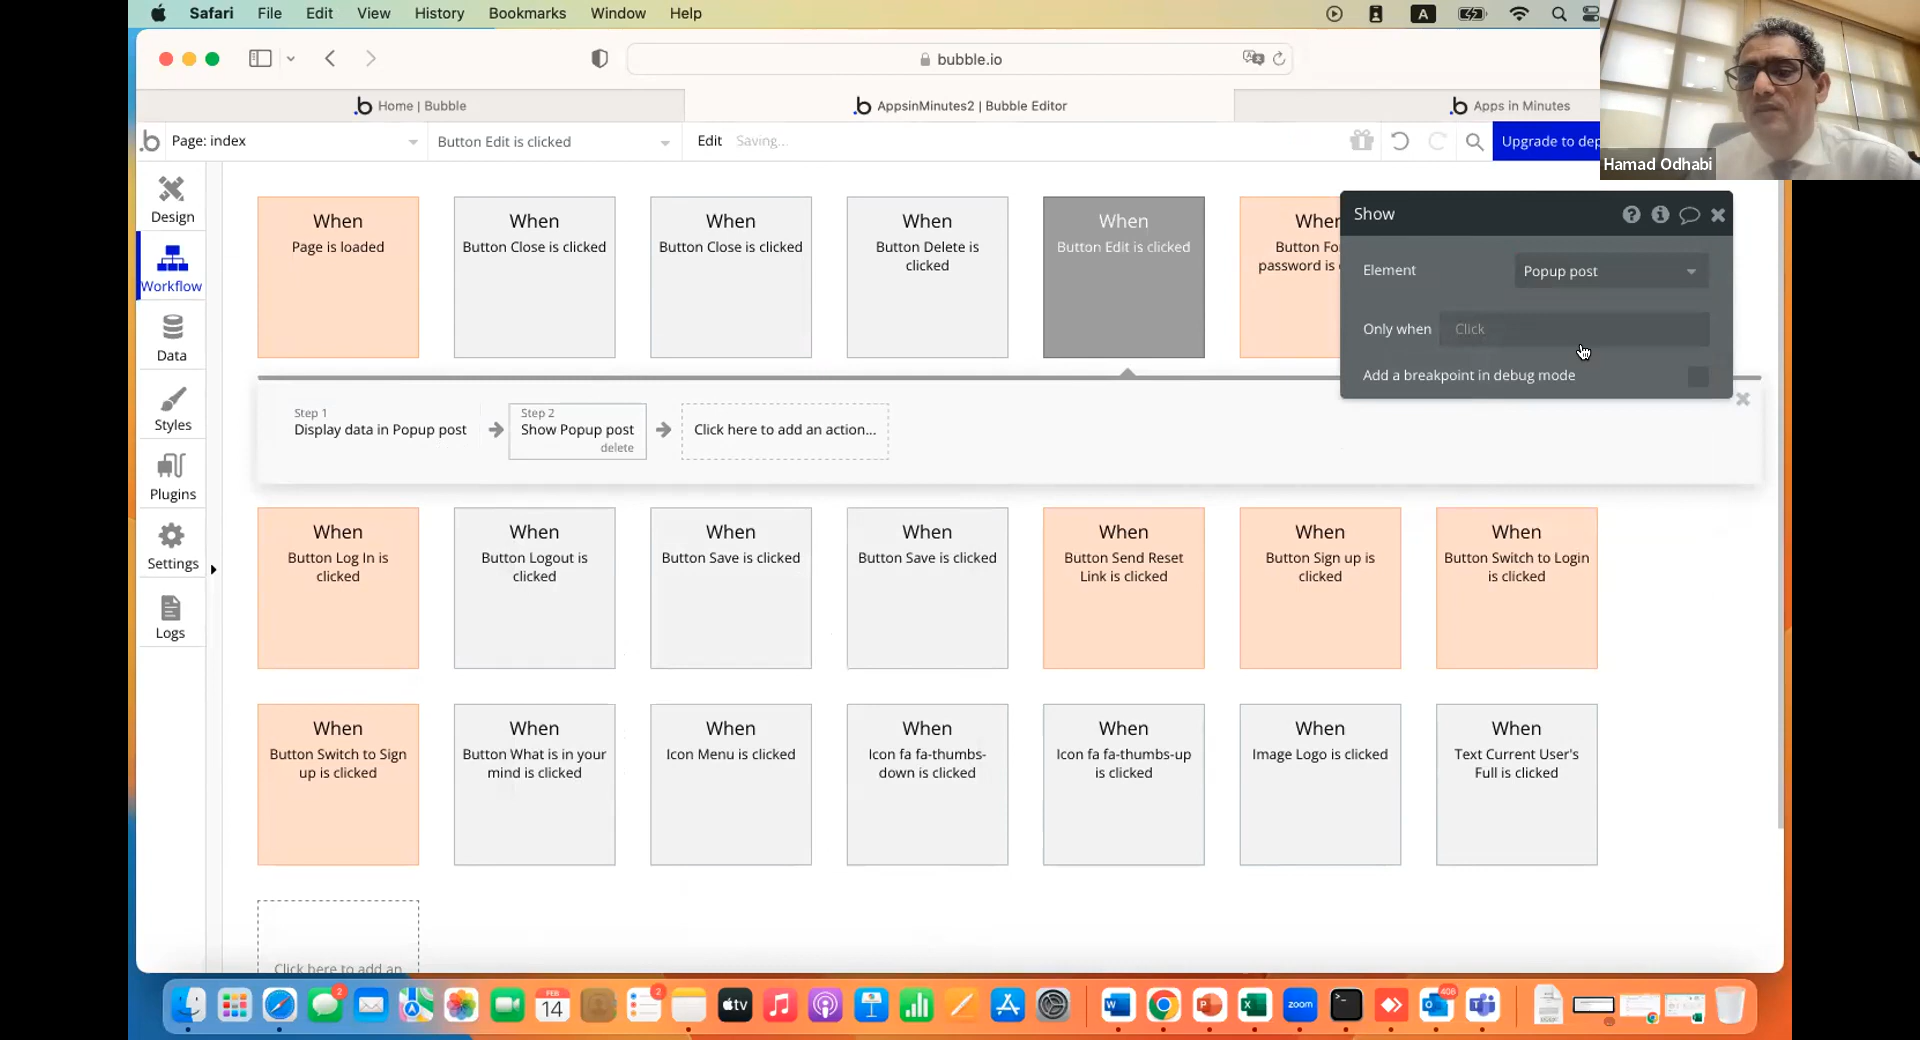 Safari File Edit View History Bookmarks Window Help
A
bubble.io
Home | Bubble
AppsinMinutes2 | Bubble Editor
Apps in Minutes
Page: index
Button Edit is clicked
Edit Saving...
Upgrade to dep
Hamad Odhabi
Design
Workflow
Data
Styles
Plugins
Settings
Logs
When
Page is loaded
When
Button Close is clicked
When
Button Close is clicked
When
Button Delete is
clicked
When
Button Edit is clicked
When
Button For
password is
Show
Element
Popup post
Only when
Click
Add a breakpoint in debug mode
Step 1
Display data in Popup post
Step 2
Show Popup post
delete
Click here to add an action...
When
Button Log In is
clicked
When
Button Logout is
clicked
When
Button Save is clicked
When
Button Save is clicked
When
Button Send Reset
Link is clicked
When
Button Sign up is
clicked
When
Button Switch to Login
is clicked
When
Button Switch to Sign
up is clicked
When
Button What is in your
mind is clicked
When
Icon Menu is clicked
When
Icon fa fa-thumbs-
down is clicked
When
Icon fa fa-thumbs-up
is clicked
When
Image Logo is clicked
When
Text Current User's
Full is clicked
Click here to add an
2
FEB
14
2
tv
zoom
408